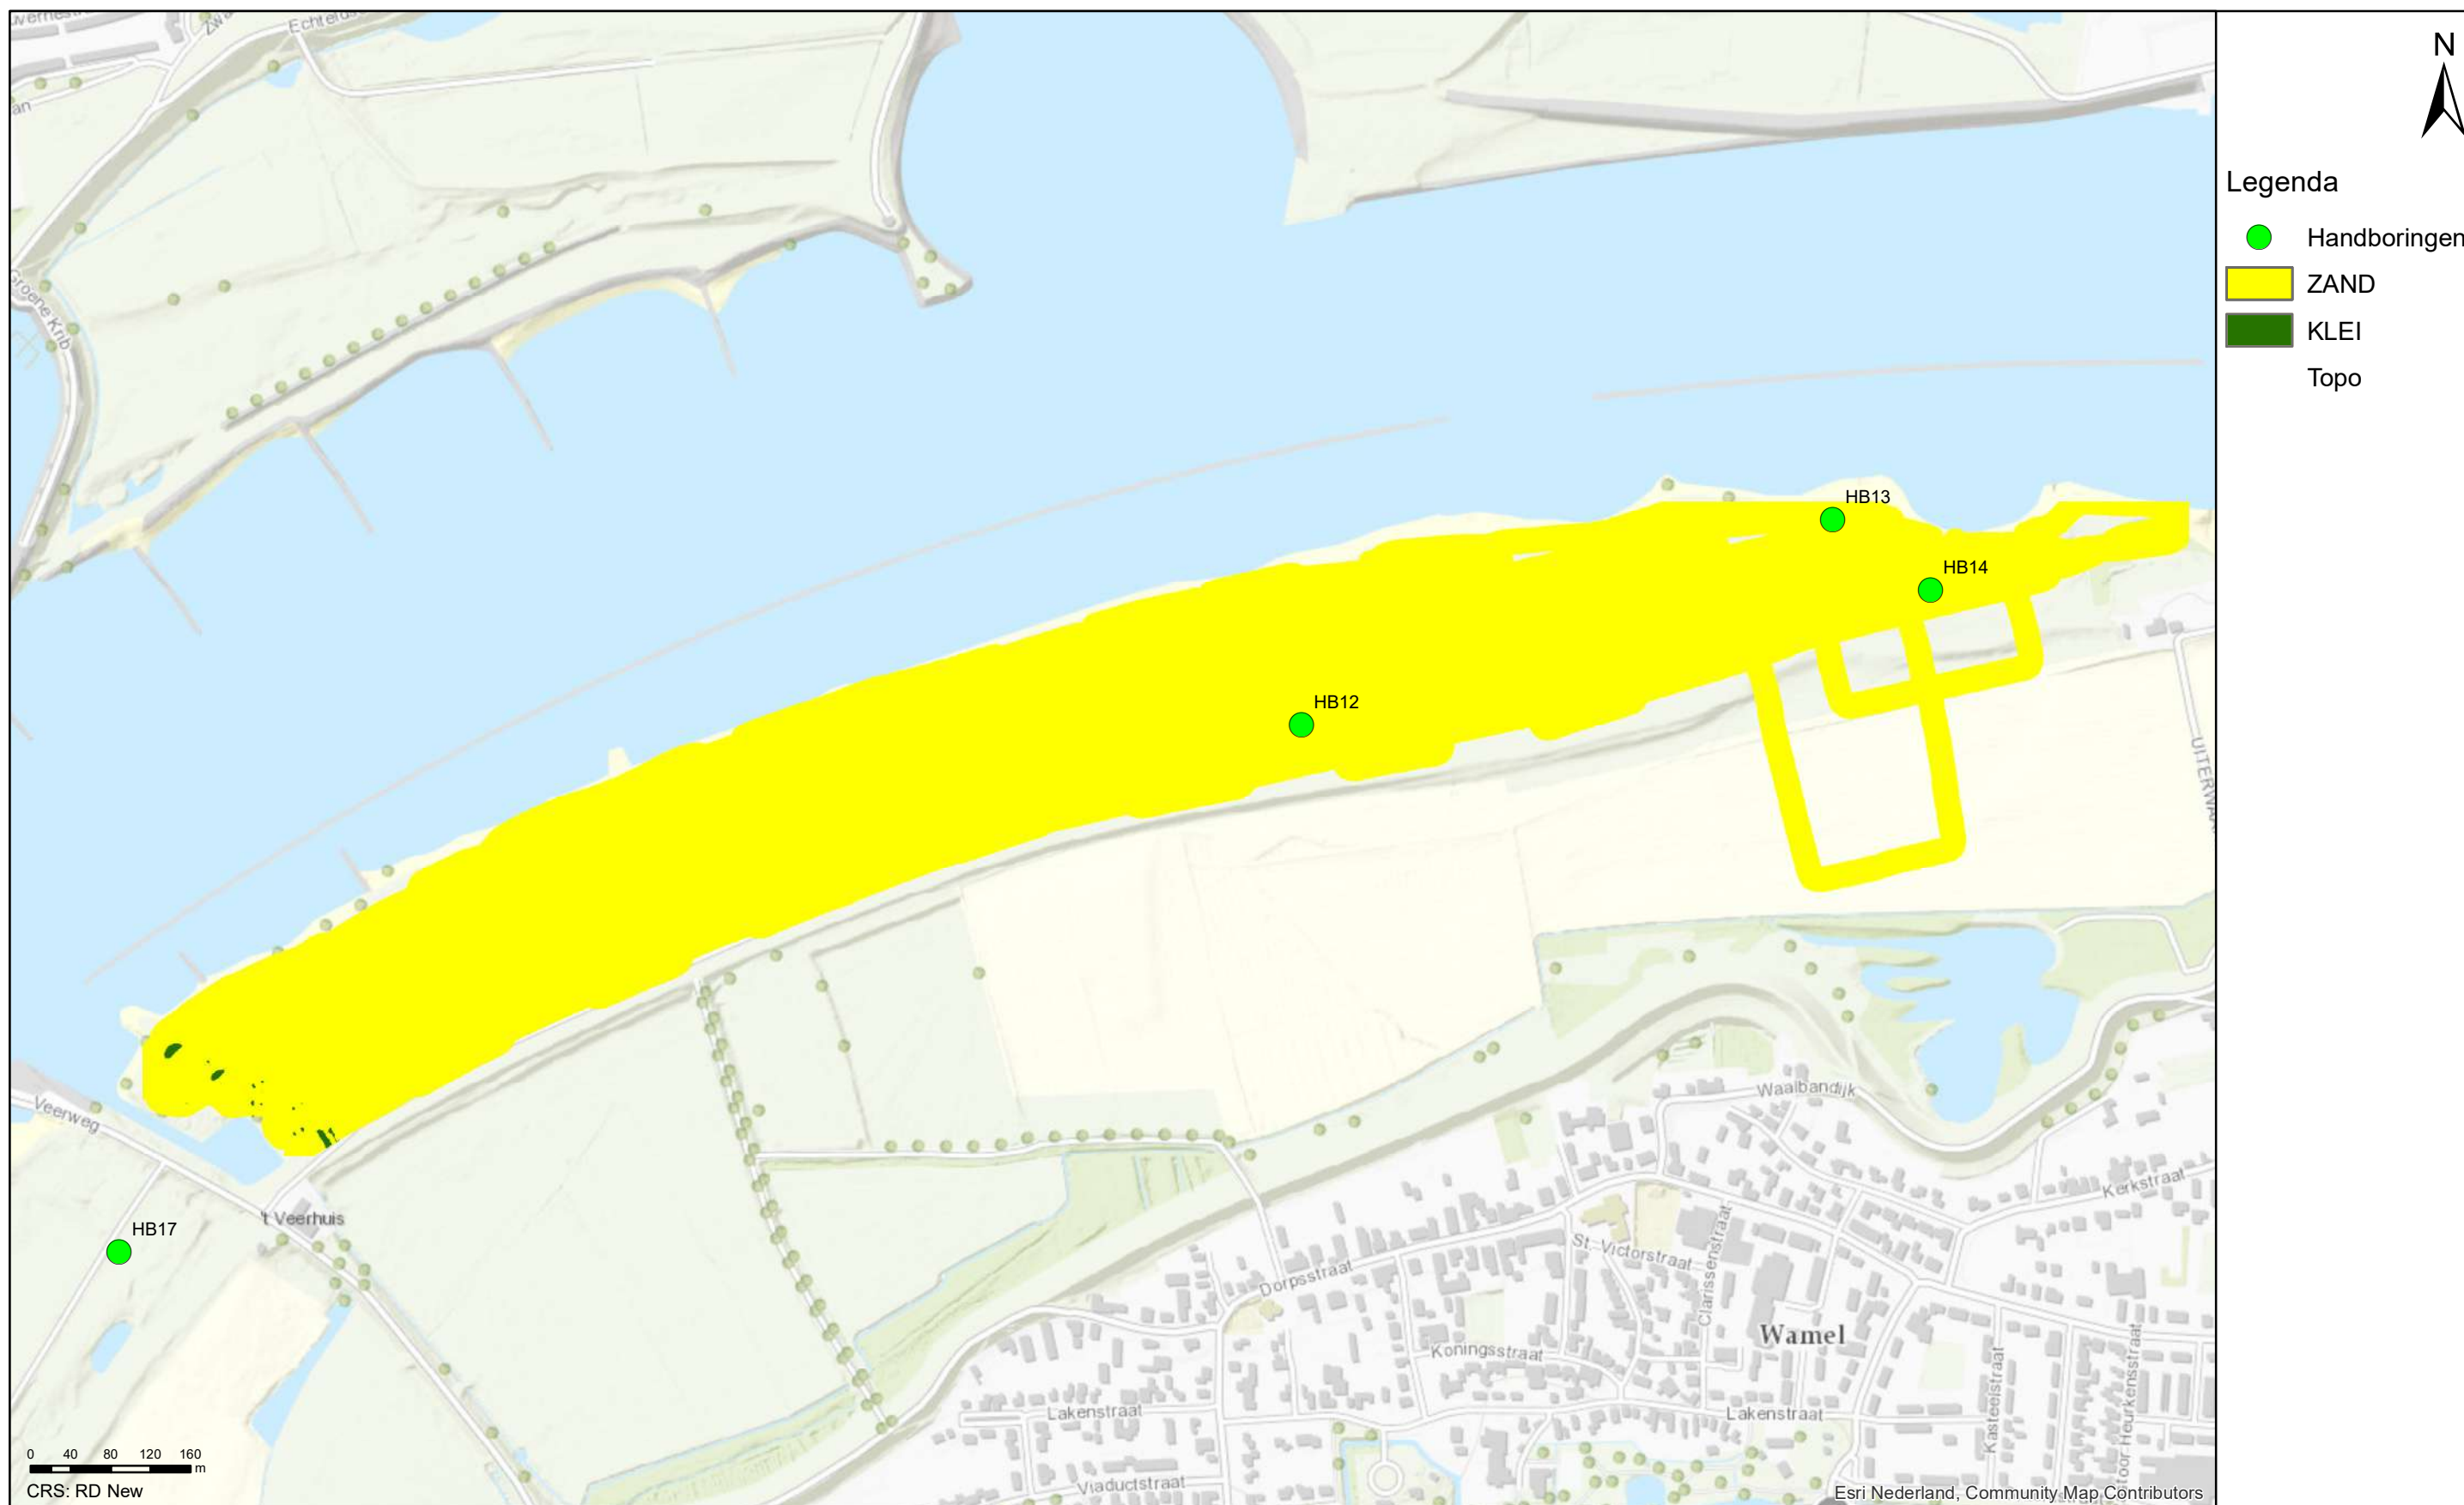 Echteldse
N
Legenda
Handboringen
ZAND
KLEI
Topo
Groene Krib
HB13
HB14
HB12
Veerweg
't Veerhuis
HB17
Waalbandijk
Kerkstraat
St. Victorstraat
Clarissenstraat
Dorpsstraat
Wamel
Koningsstraat
Lakenstraat
Lakenstraat
Kasteelstraat
Viaductstraat
0 40 80 120 160
m
CRS: RD New
Esri Nederland, Community Map Contributors